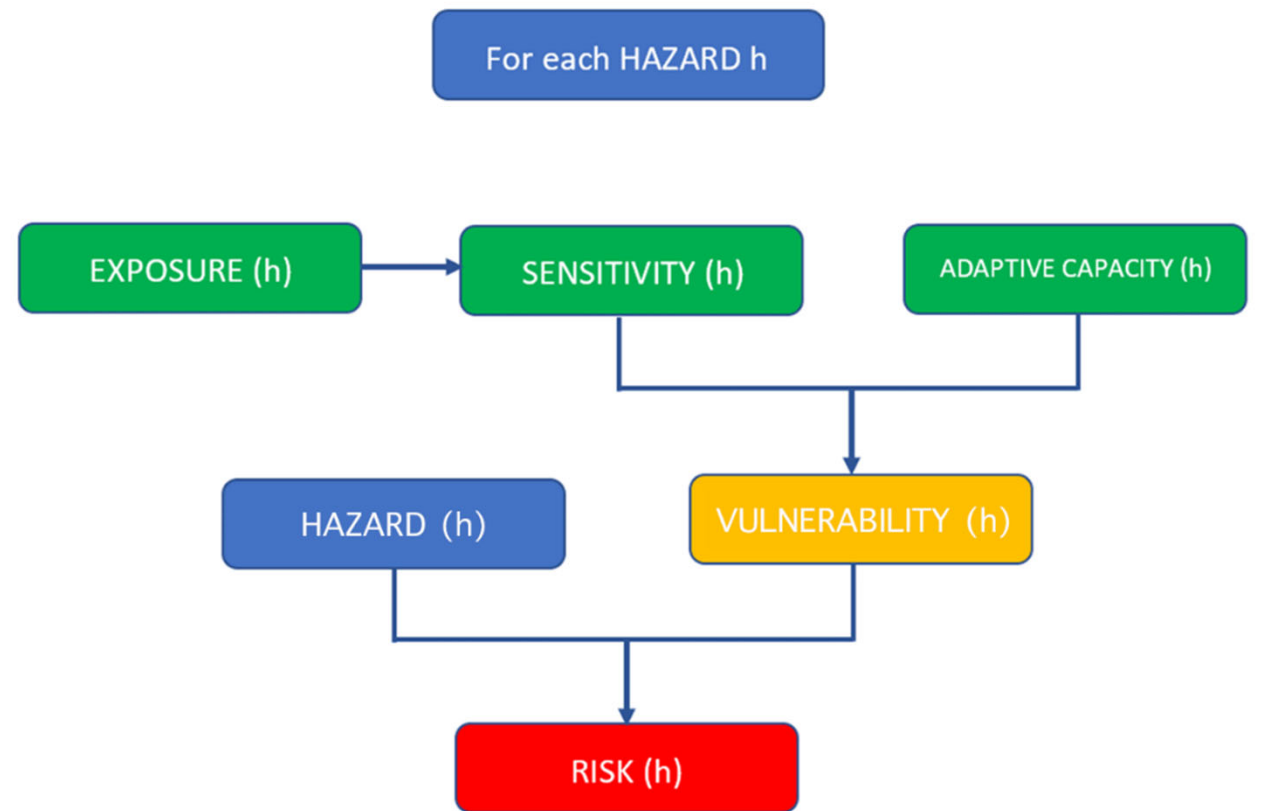 For each HAZARD h
EXPOSURE (h)
SENSITIVITY (h)
ADAPTIVE CAPACITY (h)
HAZARD (h)
VULNERABILITY (h)
RISK (h)